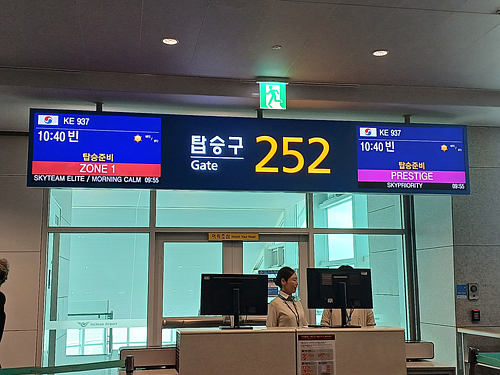 KE 937
10:40 빈
탑승준비
ZONE 1
SKYTEAM ELITE / MORNING CALM 09:55
탑승구
Gate
252
KE 937
10:40 빈
탑승준비
PRESTIGE
SKYPRIORITY 09:55